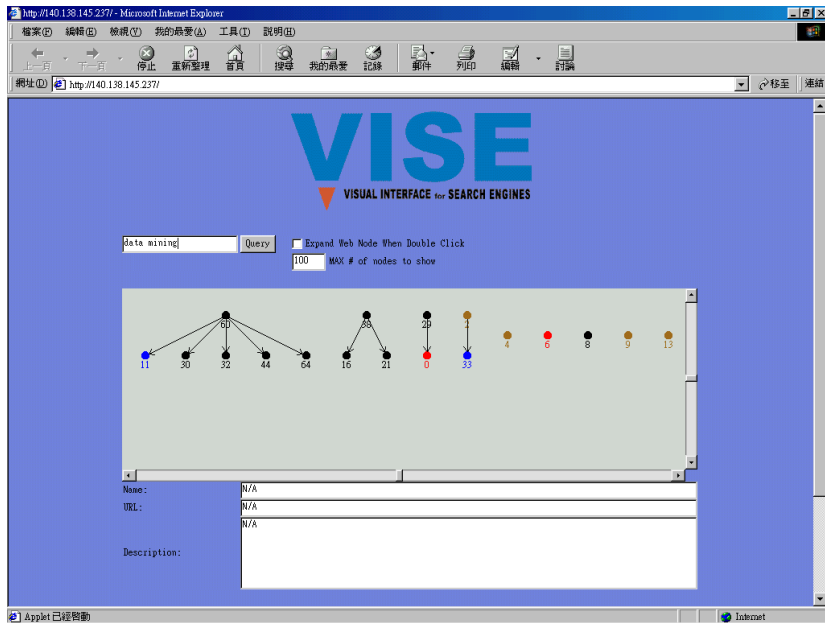 http://140.138.145.237/ - Microsoft Internet Explorer
檔案(F) 編輯(E) 檢視(V) 我的最愛(A) 工具(T) 說明(H)
上一頁 下一頁 停止 重新整理 首頁 搜尋 我的最愛 記錄 郵件 列印 編輯 討論
網址(D) http://140.138.145.237/ 移至 連結
VISE
VISUAL INTERFACE for SEARCH ENGINES
data mining Query Expand Web Node When Double Click
100 MAX # of nodes to show
38 29 2
4 6 8 9 13
11 30 32 44 64 16 21 0 33
Name: N/A
URL: N/A
N/A
Description:
Applet 已經啟動 Internet